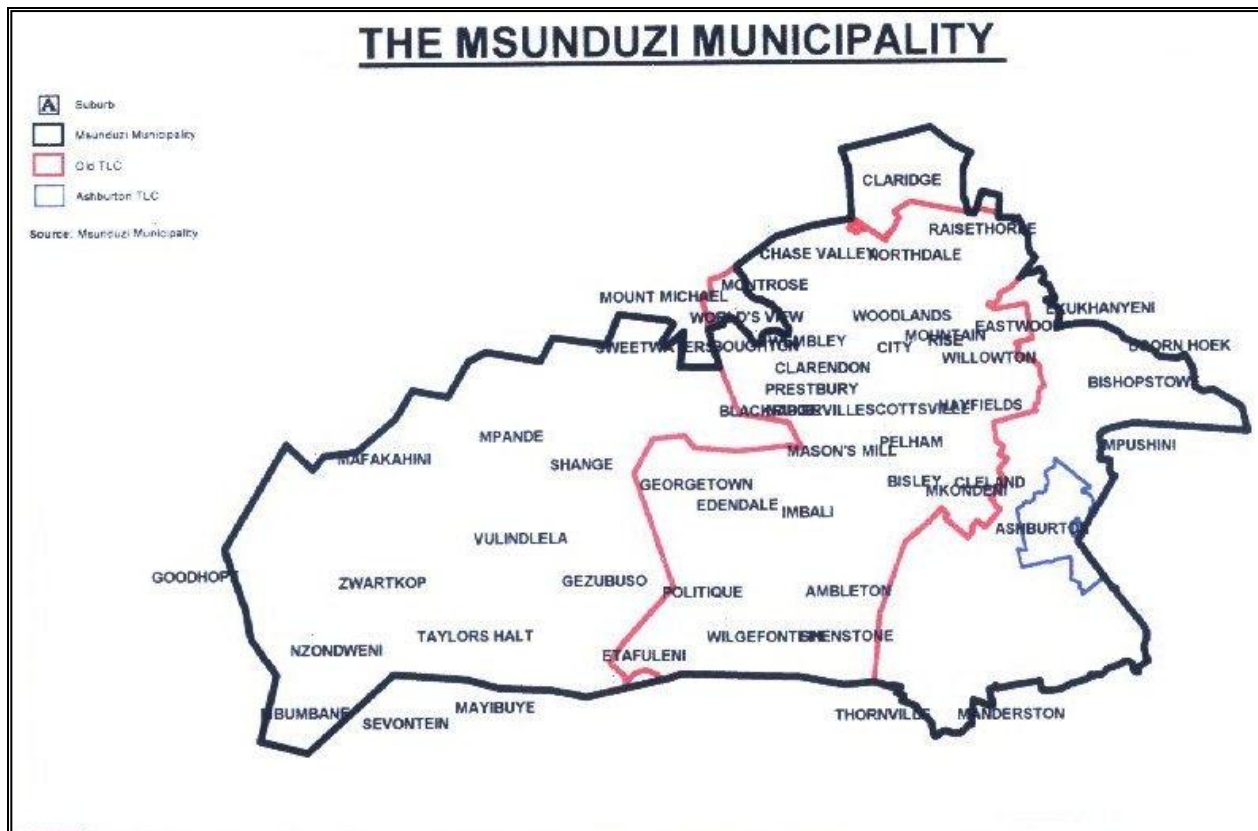 THE MSUNDUZI MUNICIPALITY
A Suburb
Msunduzi Municipality
Old TLC
Ashburton TLC
Source: Msunduzi Municipality
CLARIDGE
RAISETHORPE
CHASE VALLEY
NORTHDALE
MONTROSE
MOUNT MICHAEL
EKUKHANYENI
WORLD'S VIEW
WOODLANDS
EASTWOOD
MOUNTAIN RISE
SWEETWATERS
BOUGHTON
WEMBLEY
CITY
DOORN HOEK
WILLOWTON
CLARENDON
BISHOPSTOWE
PRESTBURY
BLACKRIDGE
SCOTTSVILLE
HAYFIELDS
MPANDE
PELHAM
MPUSHINI
MASON'S MILL
MAFAKAHINI
SHANGE
GEORGETOWN
BISLEY
CLELAND
MKONDENI
EDENDALE
IMBALI
ASHBURTON
VULINDLELA
GOODHOPE
ZWARTKOP
GEZUBUSO
POLITIQUE
AMBLETON
TAYLORS HALT
WILGEFONTEIN
SHENSTONE
NZONDWENI
ETAFULENI
MAYIBUYE
THORNVILLE
MANDERSTON
SEVONTEIN